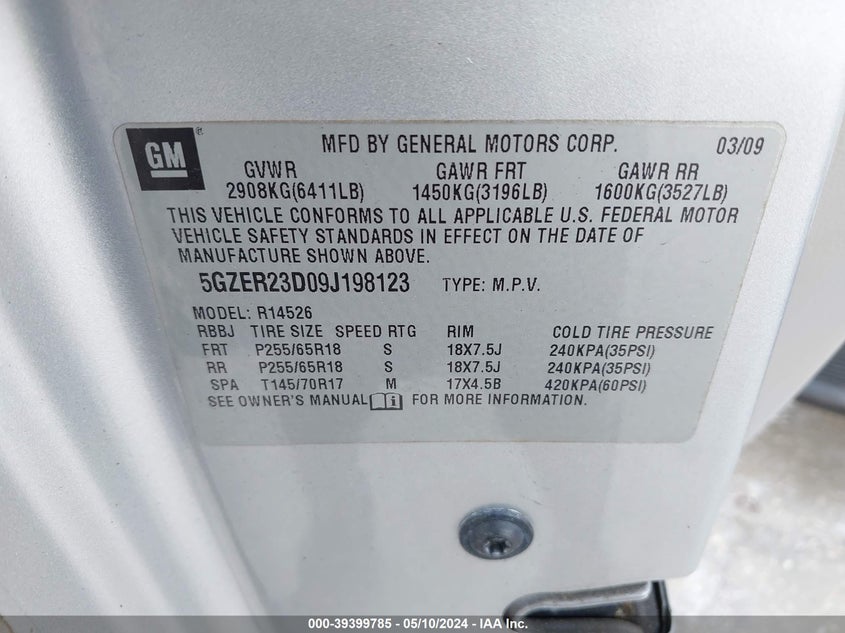 GM ® MFD BY GENERAL MOTORS CORP. 03/09
GVWR GAWR FRT GAWR RR
2908KG(6411LB) 1450KG(3196LB) 1600KG(3527LB)
THIS VEHICLE CONFORMS TO ALL APPLICABLE U.S. FEDERAL MOTOR
VEHICLE SAFETY STANDARDS IN EFFECT ON THE DATE OF
MANUFACTURE SHOWN ABOVE.
5GZER23D09J198123 TYPE: M.P.V.
MODEL: R14526
RBBJ TIRE SIZE SPEED RTG RIM COLD TIRE PRESSURE
FRT P255/65R18 S 18X7.5J 240KPA(35PSI)
RR P255/65R18 S 18X7.5J 240KPA(35PSI)
SPA T145/70R17 M 17X4.5B 420KPA(60PSI)
SEE OWNER'S MANUAL i FOR MORE INFORMATION.
000-39399785 - 05/10/2024 - IAA Inc.